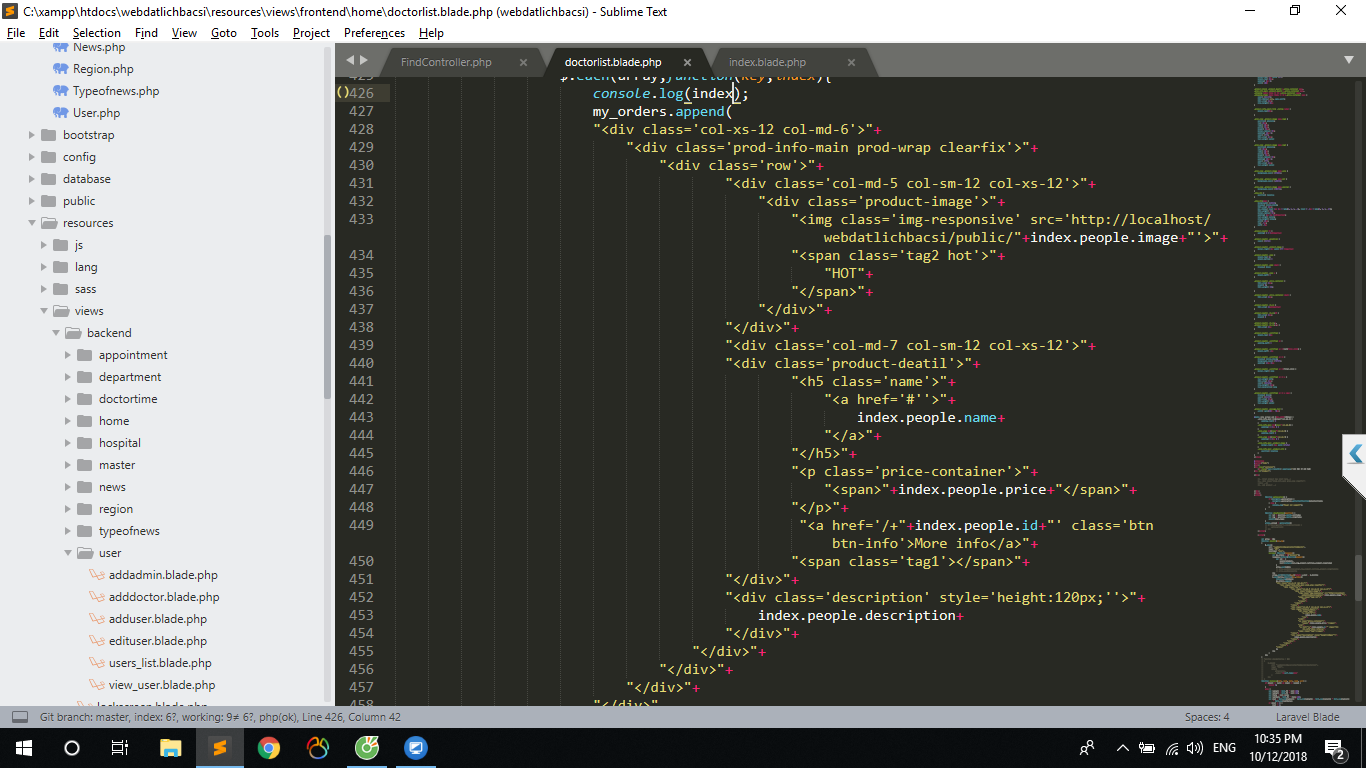 C:\xampp\htdocs\webdatlichbacsi\resources\views\frontend\home\doctorlist.blade.php (webdatlichbacsi) - Sublime Text
File Edit Selection Find View Goto Tools Project Preferences Help
News.php
Region.php
Typeofnews.php
User.php
bootstrap
config
database
public
resources
js
lang
sass
views
backend
appointment
department
doctortime
home
hospital
master
news
region
typeofnews
user
addadmin.blade.php
adddoctor.blade.php
adduser.blade.php
edituser.blade.php
users_list.blade.php
view_user.blade.php
lockscreen.blade.php
FindController.php × doctorlist.blade.php × index.blade.php ×
425 $.each(array,function(key,index){
426 console.log(index);
427 my_orders.append(
428 "<div class='col-xs-12 col-md-6'>"+
429 "<div class='prod-info-main prod-wrap clearfix'>"+
430 "<div class='row'>"+
431 "<div class='col-md-5 col-sm-12 col-xs-12'>"+
432 "<div class='product-image'>"+
433 "<img class='img-responsive' src='http://localhost/
webdatlichbacsi/public/"+index.people.image+"'>"+
434 "<span class='tag2 hot'>"+
435 "HOT"+
436 "</span>"+
437 "</div>"+
438 "</div>"+
439 "<div class='col-md-7 col-sm-12 col-xs-12'>"+
440 "<div class='product-deatil'>"+
441 "<h5 class='name'>"+
442 "<a href='#''>"+
443 index.people.name+
444 "</a>"+
445 "</h5>"+
446 "<p class='price-container'>"+
447 "<span>"+index.people.price+"</span>"+
448 "</p>"+
449 "<a href='/+"+index.people.id+"' class='btn
btn-info'>More info</a>"+
450 "<span class='tag1'></span>"+
451 "</div>"+
452 "<div class='description' style='height:120px;''>"+
453 index.people.description+
454 "</div>"+
455 "</div>"+
456 "</div>"+
457 "</div>"+
458 "</div>"
Git branch: master, index: 6?, working: 9≠ 6?, php(ok), Line 426, Column 42 Spaces: 4 Laravel Blade
ENG 10:35 PM
10/12/2018 2